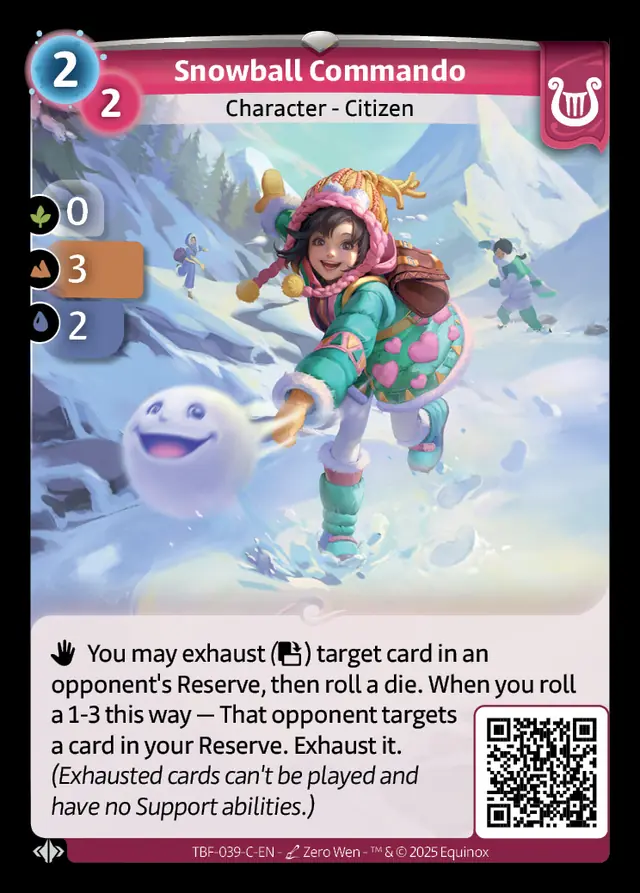 2
Snowball Commando
2
Character - Citizen
0
3
2
You may exhaust () target card in an
opponent's Reserve, then roll a die. When you roll
a 1-3 this way — That opponent targets
a card in your Reserve. Exhaust it.
(Exhausted cards can't be played and
have no Support abilities.)
TBF-039-C-EN - Zero Wen - ™ & © 2025 Equinox